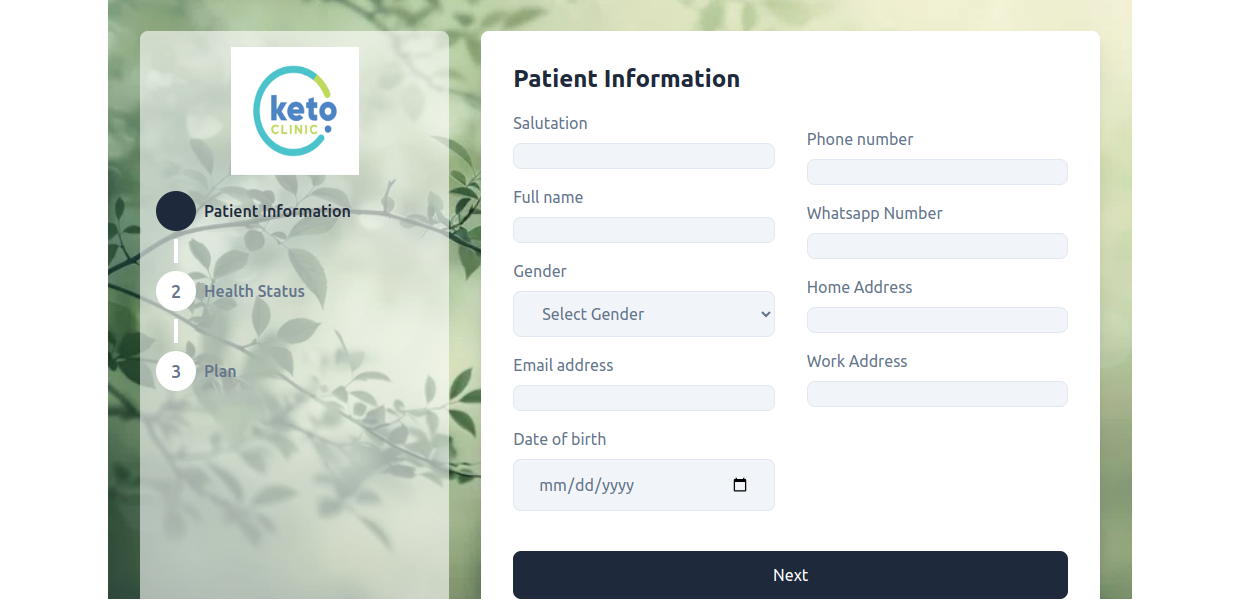 keto
CLINIC
Patient Information
2
Health Status
3
Plan
Patient Information
Salutation
Full name
Gender
Select Gender
Email address
Date of birth
mm/dd/yyyy
Phone number
Whatsapp Number
Home Address
Work Address
Next